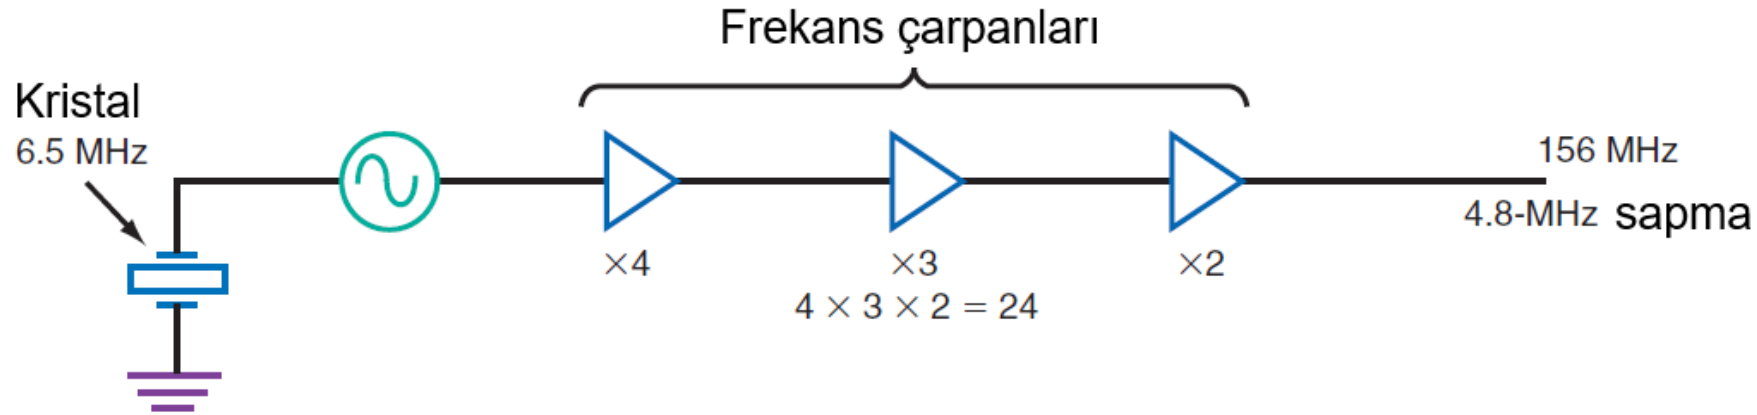 Frekans çarpanları
Kristal
6.5 MHz
156 MHz
4.8-MHz sapma
×4
×3
×2
4 × 3 × 2 = 24